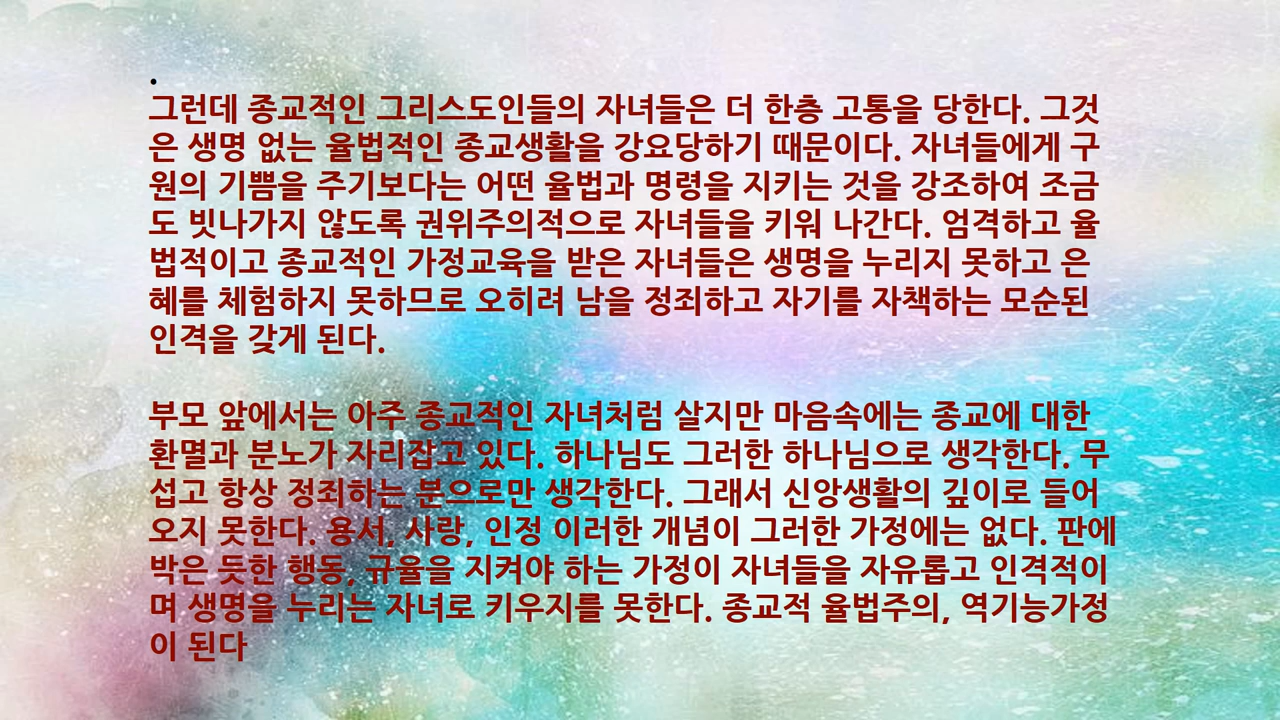 .
그런데 종교적인 그리스도인들의 자녀들은 더 한층 고통을 당한다. 그것
은 생명 없는 율법적인 종교생활을 강요당하기 때문이다. 자녀들에게 구
원의 기쁨을 주기보다는 어떤 율법과 명령을 지키는 것을 강조하여 조금
도 빗나가지 않도록 권위주의적으로 자녀들을 키워 나간다. 엄격하고 율
법적이고 종교적인 가정교육을 받은 자녀들은 생명을 누리지 못하고 은
혜를 체험하지 못하므로 오히려 남을 정죄하고 자기를 자책하는 모순된
인격을 갖게 된다.
부모 앞에서는 아주 종교적인 자녀처럼 살지만 마음속에는 종교에 대한
환멸과 분노가 자리잡고 있다. 하나님도 그러한 하나님으로 생각한다. 무
섭고 항상 정죄하는 분으로만 생각한다. 그래서 신앙생활의 깊이로 들어
오지 못한다. 용서, 사랑, 인정 이러한 개념이 그러한 가정에는 없다. 판에
박은 듯한 행동, 규율을 지켜야 하는 가정이 자녀들을 자유롭고 인격적이
며 생명을 누리는 자녀로 키우지를 못한다. 종교적 율법주의, 역기능가정
이 된다